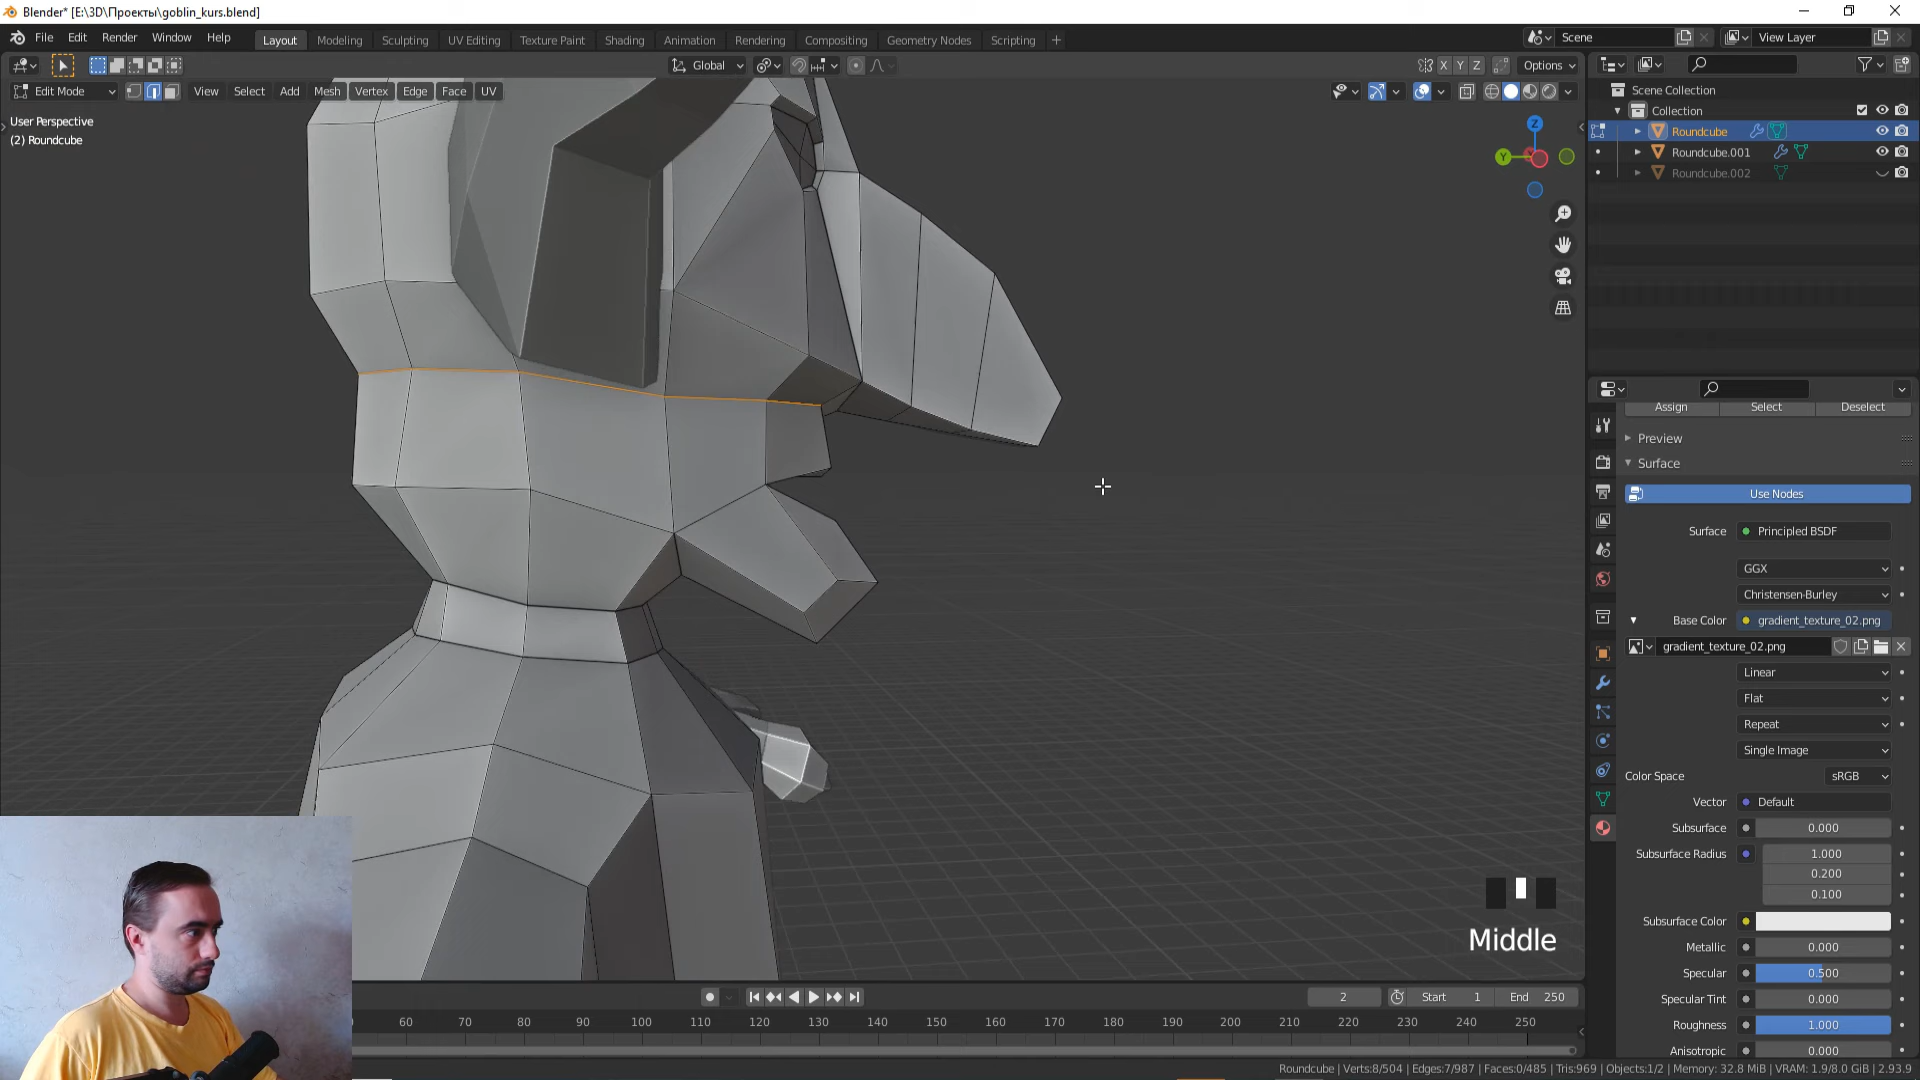 Blender* [E:\3D\Проекты\goblin_kurs.blend]
File Edit Render Window Help
Layout Modeling Sculpting UV Editing Texture Paint Shading Animation Rendering Compositing Geometry Nodes Scripting +
Scene
View Layer
Global
X Y Z
Options
Edit Mode
View Select Add Mesh Vertex Edge Face UV
User Perspective
(2) Roundcube
Z
Y
Scene Collection
Collection
Roundcube
Roundcube.001
Roundcube.002
Assign Select Deselect
Preview
Surface
Use Nodes
Surface Principled BSDF
GGX
Christensen-Burley
Base Color gradient_texture_02.png
gradient_texture_02.png
Linear
Flat
Repeat
Single Image
Color Space sRGB
Vector Default
Subsurface 0.000
Subsurface Radius 1.000
0.200
0.100
Subsurface Color
Metallic 0.000
Specular 0.500
Specular Tint 0.000
Roughness 1.000
Anisotropic 0.000
Middle
2
Start 1
End 250
60 70 80 90 100 110 120 130 140 150 160 170 180 190 200 210 220 230 240 250
Roundcube | Verts:8/504 | Edges:7/987 | Faces:0/485 | Tris:969 | Objects:1/2 | Memory: 32.8 MiB | VRAM: 1.9/8.0 GiB | 2.93.9